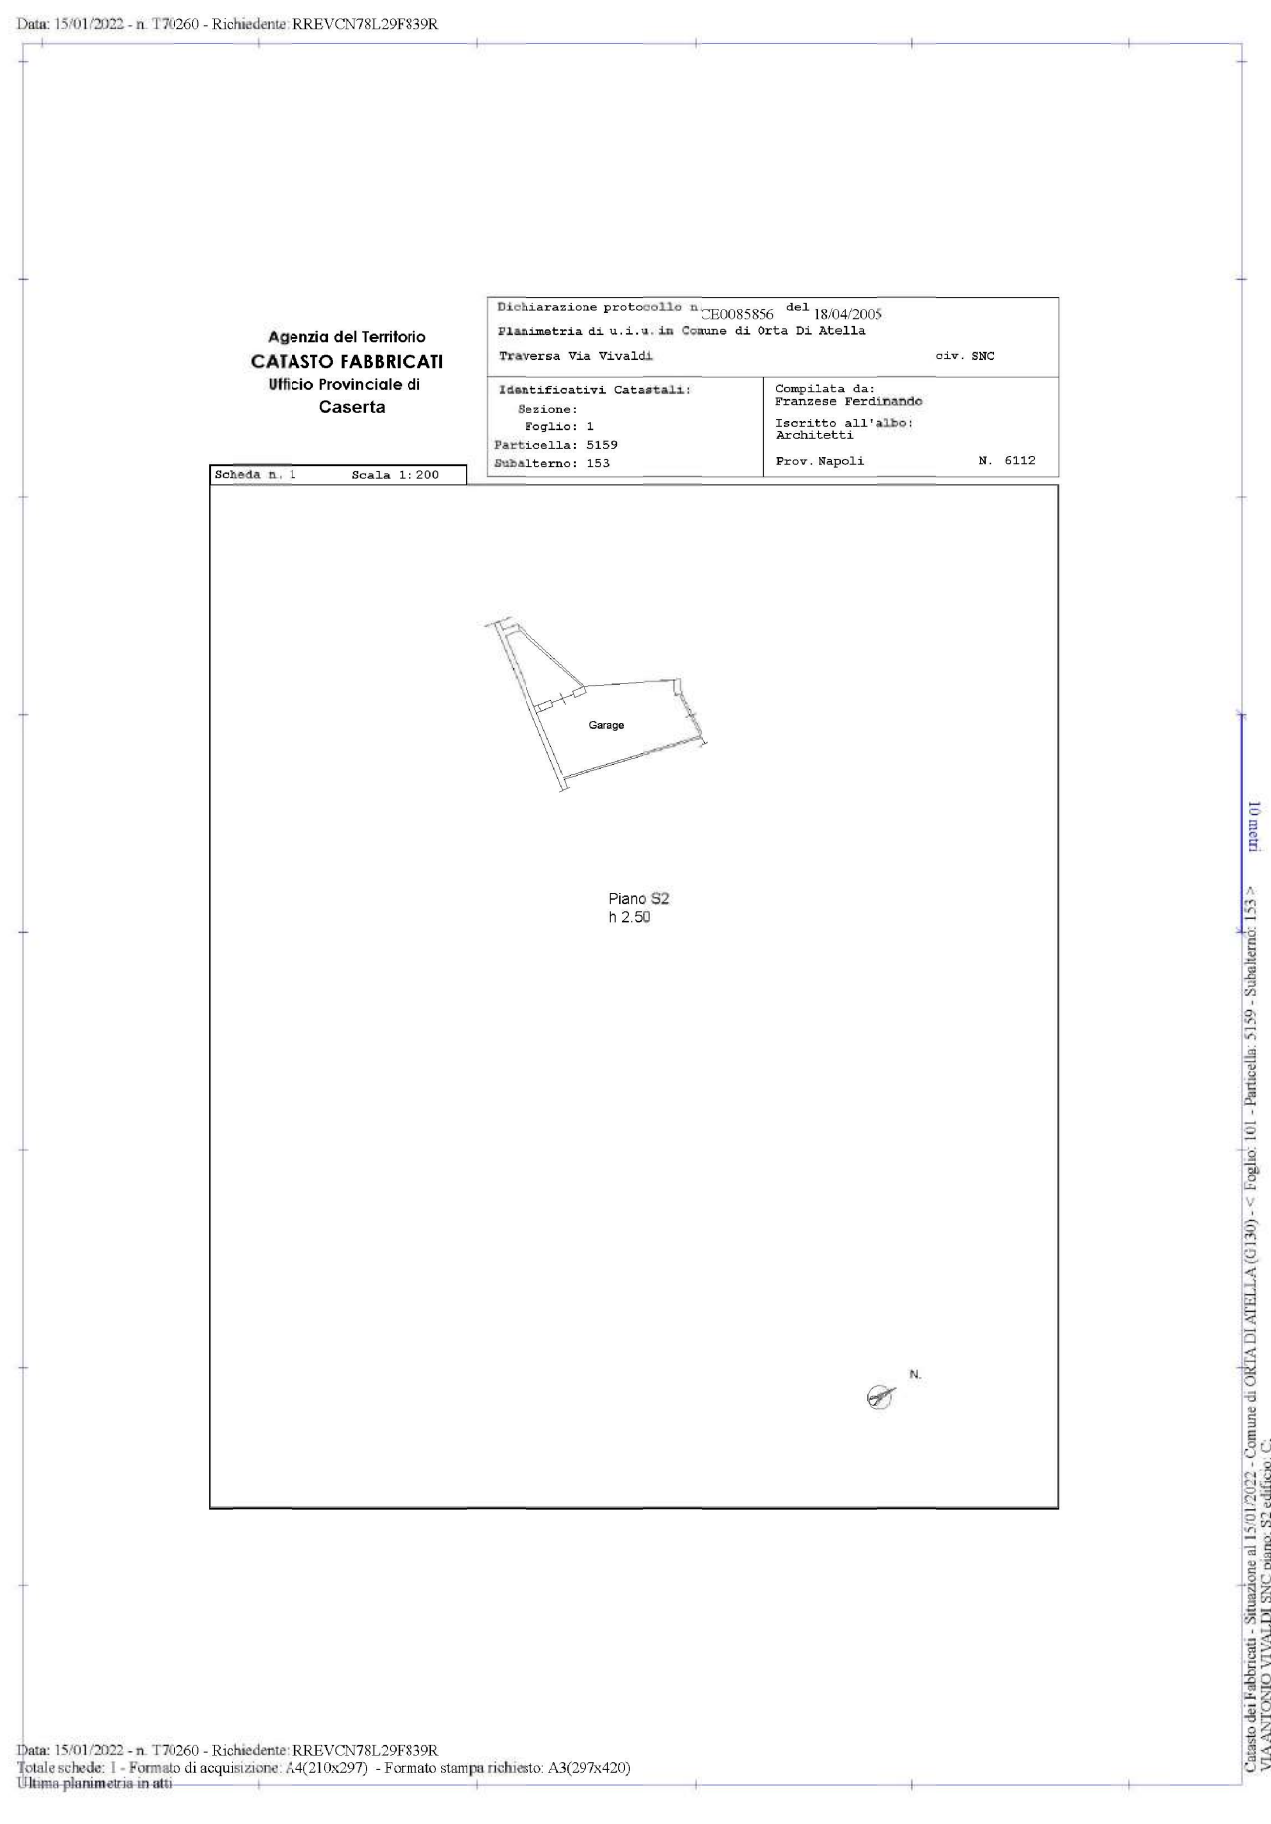 Data: 15/01/2022 - n. T70260 - Richiedente: RREVCN78L29F839R
Agenzia del Territorio
CATASTO FABBRICATI
Ufficio Provinciale di
Caserta
Dichiarazione protocollo n. CE0085856 del 18/04/2005
Planimetria di u.i.u. in Comune di Orta Di Atella
Traversa Via Vivaldi civ. SNC
Identificativi Catastali:
Sezione:
Foglio: 1
Particella: 5159
Subalterno: 153
Compilata da:
Franzese Ferdinando
Iscritto all'albo:
Architetti
Prov. Napoli N. 6112
Scheda n. 1 Scala 1:200
Garage
Piano S2
h 2.50
N.
10 metri
Catasto dei Fabbricati - Situazione al 15/01/2022 - Comune di ORTA DI ATELLA (G130) - < Foglio: 101 - Particella: 5159 - Subalterno: 153 >
VIA ANTONIO VIVALDI SNC piano: S2 edificio: C;
Data: 15/01/2022 - n. T70260 - Richiedente: RREVCN78L29F839R
Totale schede: 1 - Formato di acquisizione: A4(210x297) - Formato stampa richiesto: A3(297x420)
Ultima planimetria in atti